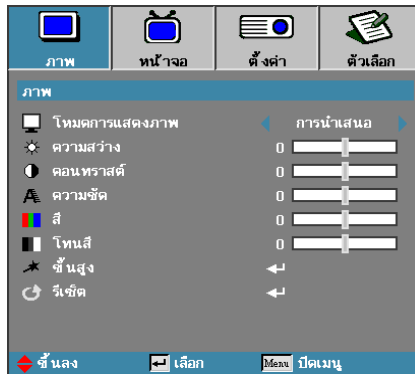 ภาพ หน้าจอ ตั้งค่า ตัวเลือก
ภาพ
โหมดการแสดงภาพ การนำเสนอ
ความสว่าง 0
คอนทราสต์ 0
ความชัด 0
สี 0
โทนสี 0
ขั้นสูง
รีเซ็ต
ขึ้นลง เลือก Menu ปิดเมนู